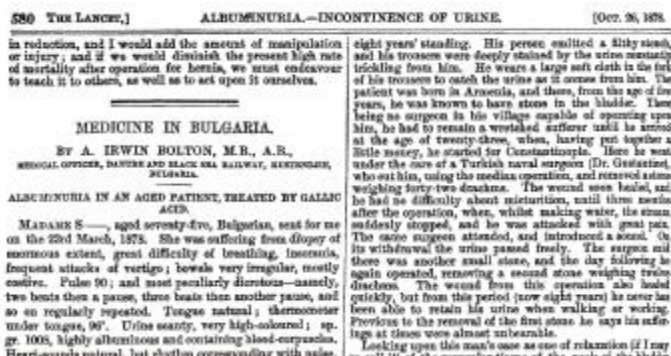 580 THE LANCET,]
ALBUMINURIA.—INCONTINENCE OF URINE.
[OCT. 26, 1878.
in reduction, and I would add the amount of manipulation
or injury; and if we would diminish the present high rate
of mortality after operation for hernia, we must endeavour
to teach it to others, as well as to act upon it ourselves.
MEDICINE IN BULGARIA.
BY A. IRWIN BOLTON, M.B., A.B.,
MEDICAL OFFICER, DANUBE AND BLACK SEA RAILWAY, KUSTENDJIE,
BULGARIA.
ALBUMINURIA IN AN AGED PATIENT, TREATED BY GALLIC
ACID.
MADAME S——, aged seventy-five, Bulgarian, sent for me
on the 23rd March, 1878. She was suffering from dropsy of
enormous extent, great difficulty of breathing, insomnia,
frequent attacks of vertigo; bowels very irregular, mostly
costive. Pulse 90; and most peculiarly dicrotous—namely,
two beats then a pause, three beats then another pause, and
so on regularly repeated. Tongue natural; thermometer
under tongue, 96°. Urine scanty, very high-coloured; sp.
gr. 1008, highly albuminous and containing blood-corpuscles.
Heart-sounds natural, but rhythm corresponding with pulse.
eight years' standing. His person emitted a filthy stench,
and his trousers were deeply stained by the urine constantly
trickling from him. He wears a large soft cloth in the fork
of his trousers to catch the urine as it comes from him. The
patient was born in Armenia, and there, from the age of five
years, he was known to have stone in the bladder. There
being no surgeon in his village capable of operating upon
him, he had to remain a wretched sufferer until he arrived
at the age of twenty-three, when, having put together a
little money, he started for Constantinople. Here he went
under the care of a Turkish naval surgeon (Dr.
who cut him, using the median operation, and removed a stone
weighing forty-two drachms. The wound soon healed, and
he had no difficulty about micturition, until three months
after the operation, when, whilst making water, the stream
suddenly stopped, and he was attacked with great pain.
The same surgeon attended, and introduced a sound. On
its withdrawal the urine passed freely. The surgeon said
there was another small stone, and the day following he
again operated, removing a second stone weighing twelve
drachms. The wound from this operation also healed
quickly, but from this period (now eight years) he never has
been able to retain his urine when walking or working.
Previous to the removal of the first stone he says his suffer-
ings at times were almost unbearable.
Looking upon this man's case as one of relaxation (if I may